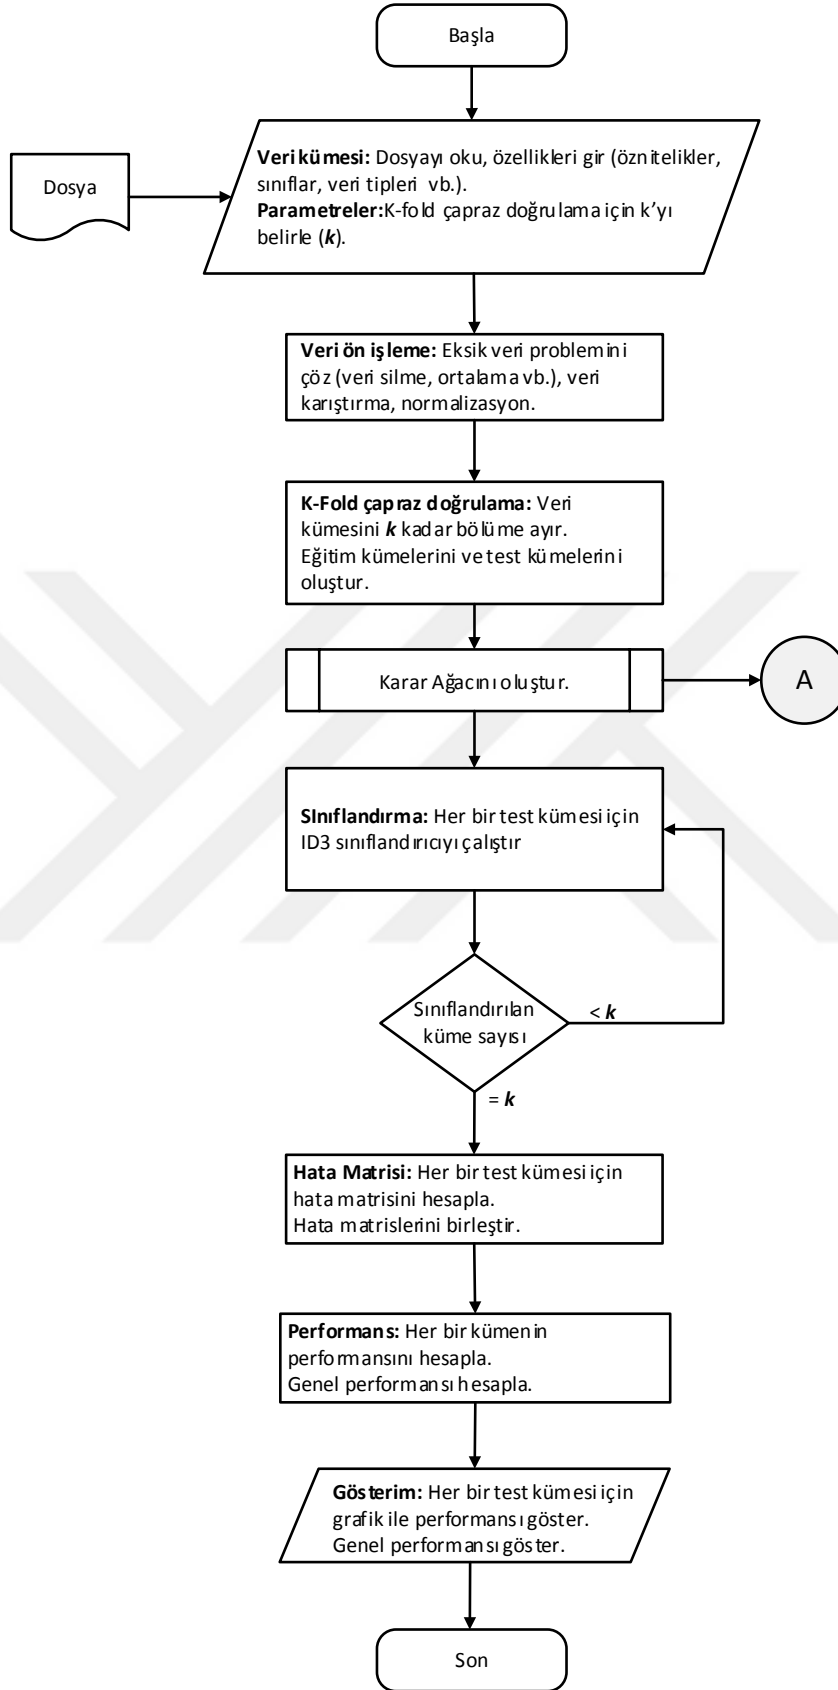 Başla
Dosya
Veri kümesi: Dosyayı oku, özellikleri gir (öznitelikler,
sınıflar, veri tipleri vb.).
Parametreler:K-fold çapraz doğrulama için k'yı
belirle (k).
Veri ön işleme: Eksik veri problemini
çöz (veri silme, ortalama vb.), veri
karıştırma, normalizasyon.
K-Fold çapraz doğrulama: Veri
kümesini k kadar bölüme ayır.
Eğitim kümelerini ve test kümelerini
oluştur.
Karar Ağacını oluştur.
A
SInıflandırma: Her bir test kümesi için
ID3 sınıflandırıcıyı çalıştır
Sınıflandırılan
küme sayısı
< k
= k
Hata Matrisi: Her bir test kümesi için
hata matrisini hesapla.
Hata matrislerini birleştir.
Performans: Her bir kümenin
performansını hesapla.
Genel performansı hesapla.
Gösterim: Her bir test kümesi için
grafik ile performansı göster.
Genel performansı göster.
Son